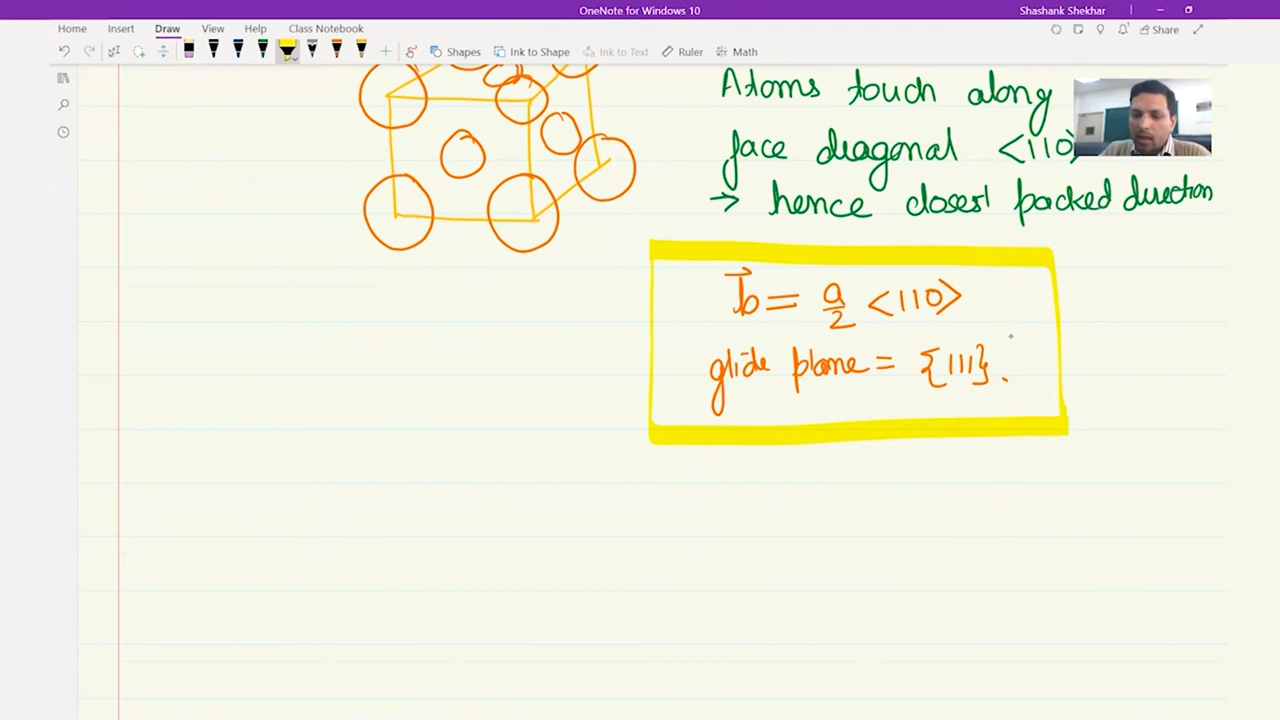 OneNote for Windows 10
Shashank Shekhar
Home Insert Draw View Help Class Notebook
Share
Shapes Ink to Shape Ink to Text Ruler Math
Atoms touch along
face diagonal <110>
→ hence closest packed direction
b⃗ = a/2 <110>
glide plane = {111}.